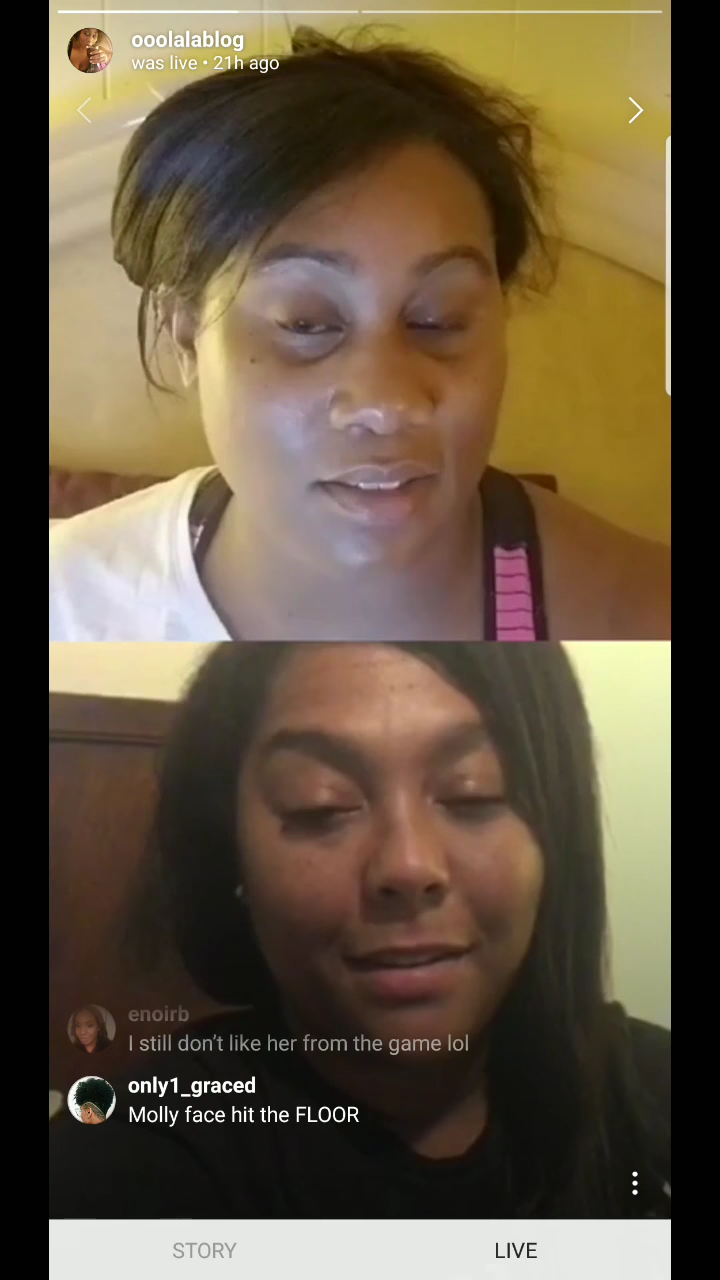 ooolalablog
was live • 21h ago
enoirb
I still don't like her from the game lol
only1_graced
Molly face hit the FLOOR
STORY
LIVE